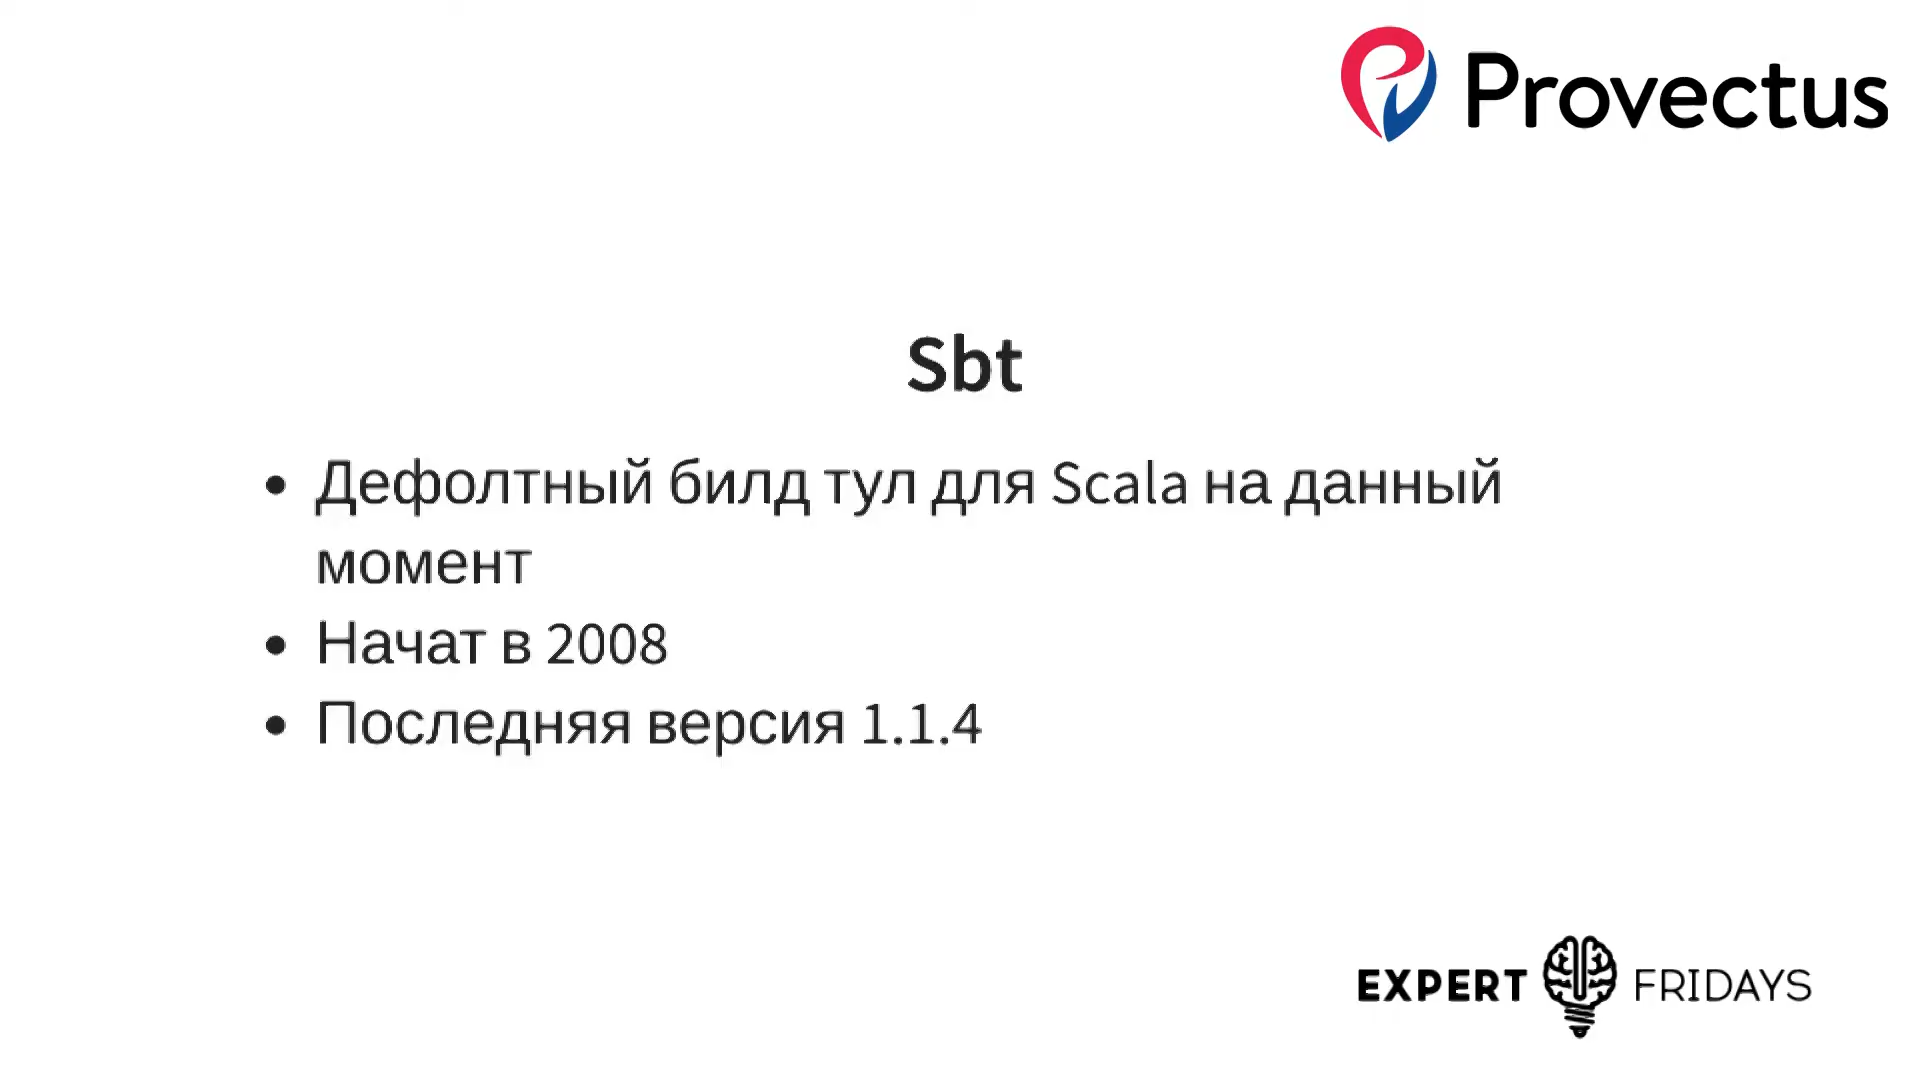 Provectus
Sbt
• Дефолтный билд тул для Scala на данный
момент
• Начат в 2008
• Последняя версия 1.1.4
EXPERT FRIDAYS